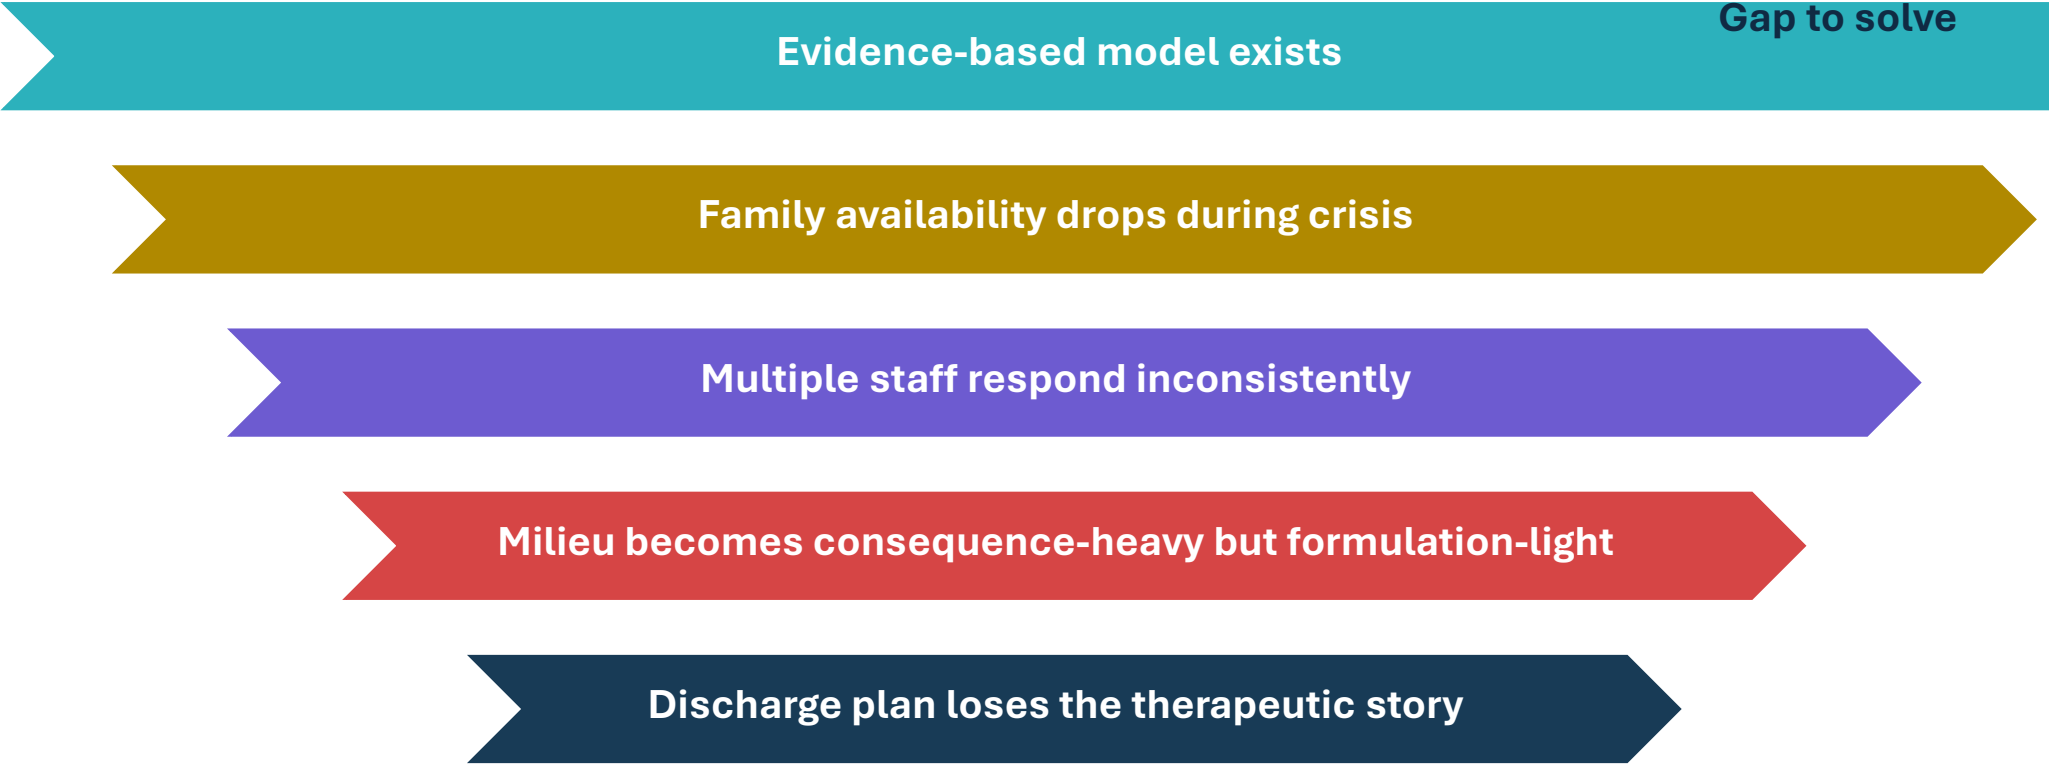 Gap to solve
Evidence-based model exists
Family availability drops during crisis
Multiple staff respond inconsistently
Milieu becomes consequence-heavy but formulation-light
Discharge plan loses the therapeutic story